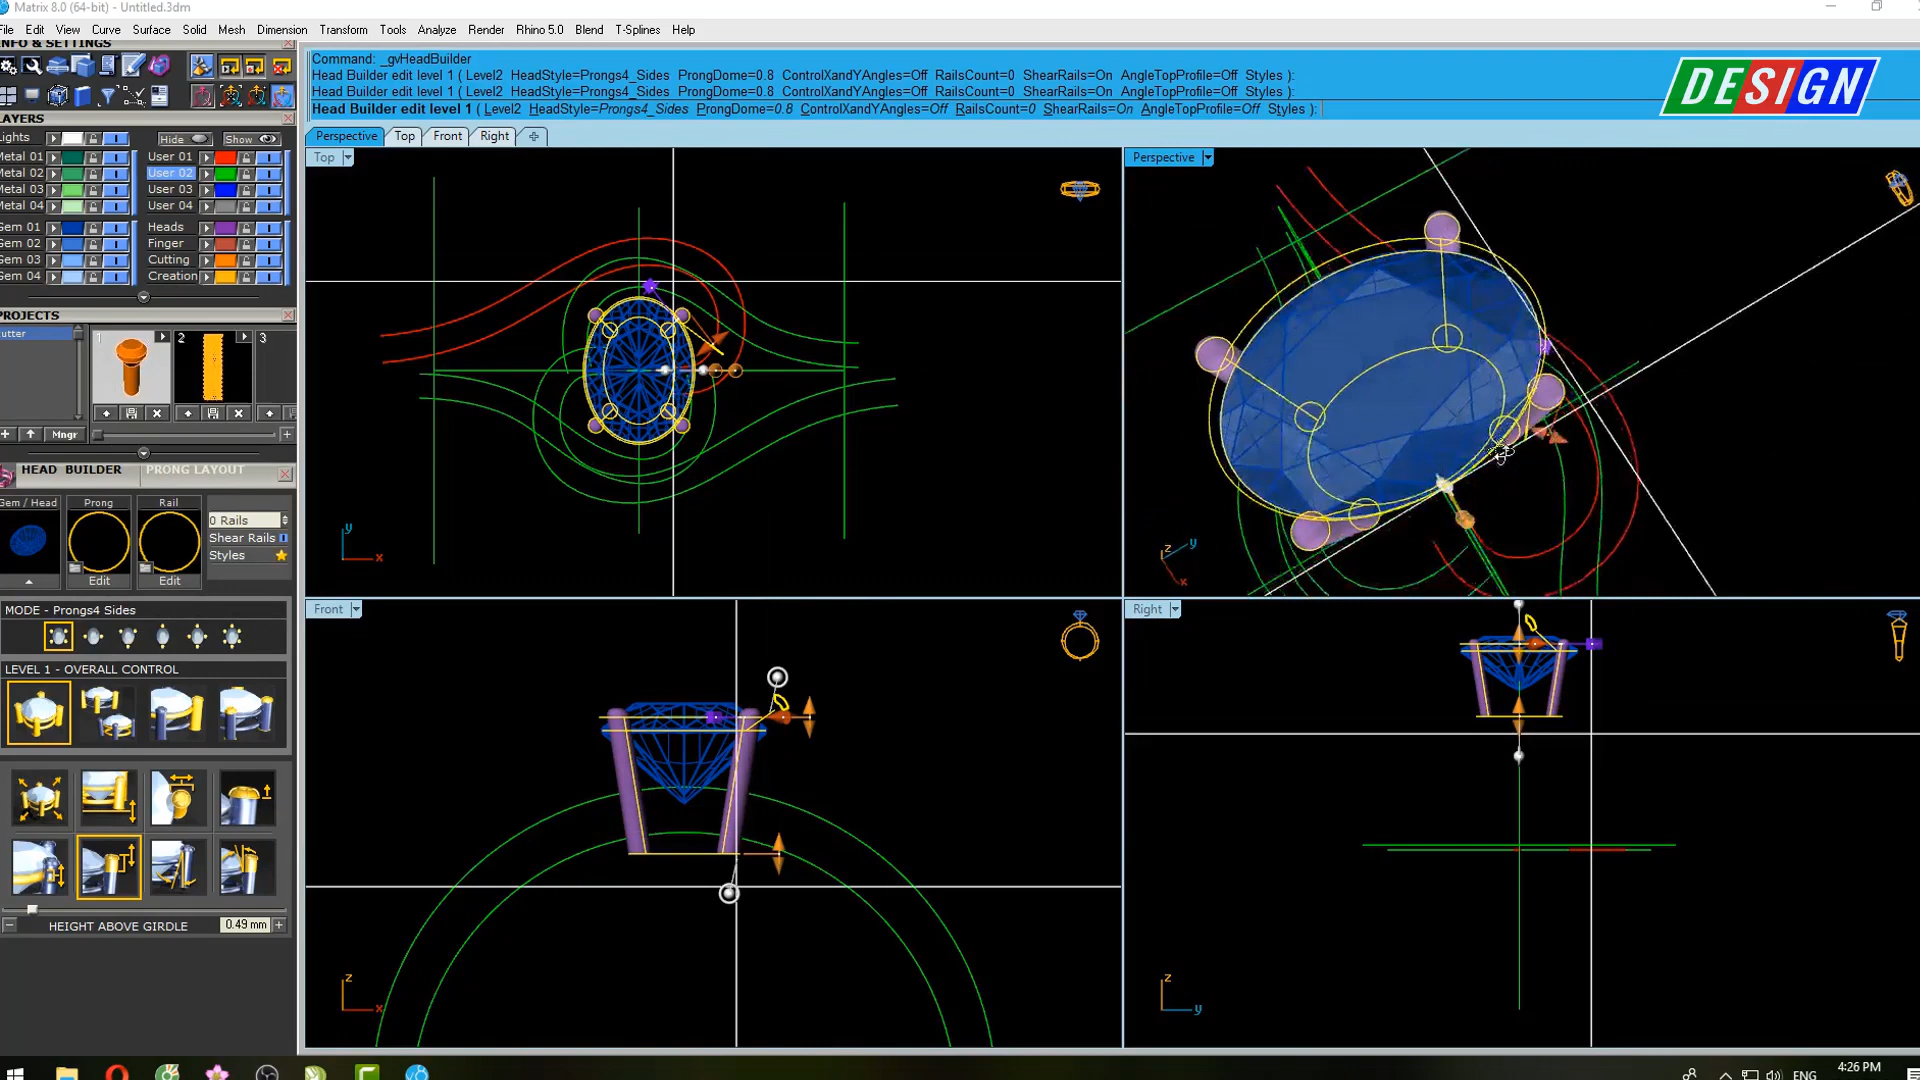 Matrix 8.0 (64-bit) - Untitled.3dm
File Edit View Curve Surface Solid Mesh Dimension Transform Tools Analyze Render Rhino 5.0 Blend T-Splines Help
INFO & SETTINGS
Command: _gvHeadBuilder
Head Builder edit level 1 ( Level2 HeadStyle=Prongs4_Sides ProngDome=0.8 ControlXandYAngles=Off RailsCount=0 ShearRails=On AngleTopProfile=Off Styles ):
Head Builder edit level 1 ( Level2 HeadStyle=Prongs4_Sides ProngDome=0.8 ControlXandYAngles=Off RailsCount=0 ShearRails=On AngleTopProfile=Off Styles ):
Head Builder edit level 1 ( Level2 HeadStyle=Prongs4_Sides ProngDome=0.8 ControlXandYAngles=Off RailsCount=0 ShearRails=On AngleTopProfile=Off Styles ):
DESIGN
Perspective Top Front Right
LAYERS
Lights Hide Show
Metal 01 User 01
Metal 02 User 02
Metal 03 User 03
Metal 04 User 04
Gem 01 Heads
Gem 02 Finger
Gem 03 Cutting
Gem 04 Creation
PROJECTS
utter
1 2 3
Mngr
HEAD BUILDER PRONG LAYOUT
Gem / Head Prong Rail
0 Rails
Shear Rails
Styles
Edit Edit
MODE - Prongs4 Sides
LEVEL 1 - OVERALL CONTROL
HEIGHT ABOVE GIRDLE 0.49 mm
Top
y
x
Perspective
z
y
x
Front
z
x
Right
z
y
ENG
4:26 PM